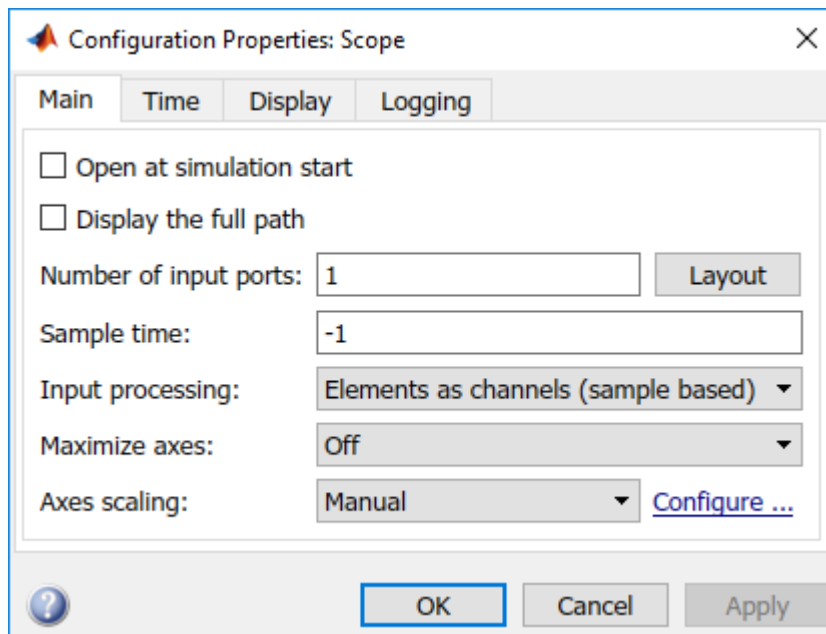 Configuration Properties: Scope
Main Time Display Logging
Open at simulation start
Display the full path
Number of input ports: 1 Layout
Sample time: -1
Input processing: Elements as channels (sample based)
Maximize axes: Off
Axes scaling: Manual Configure ...
? OK Cancel Apply